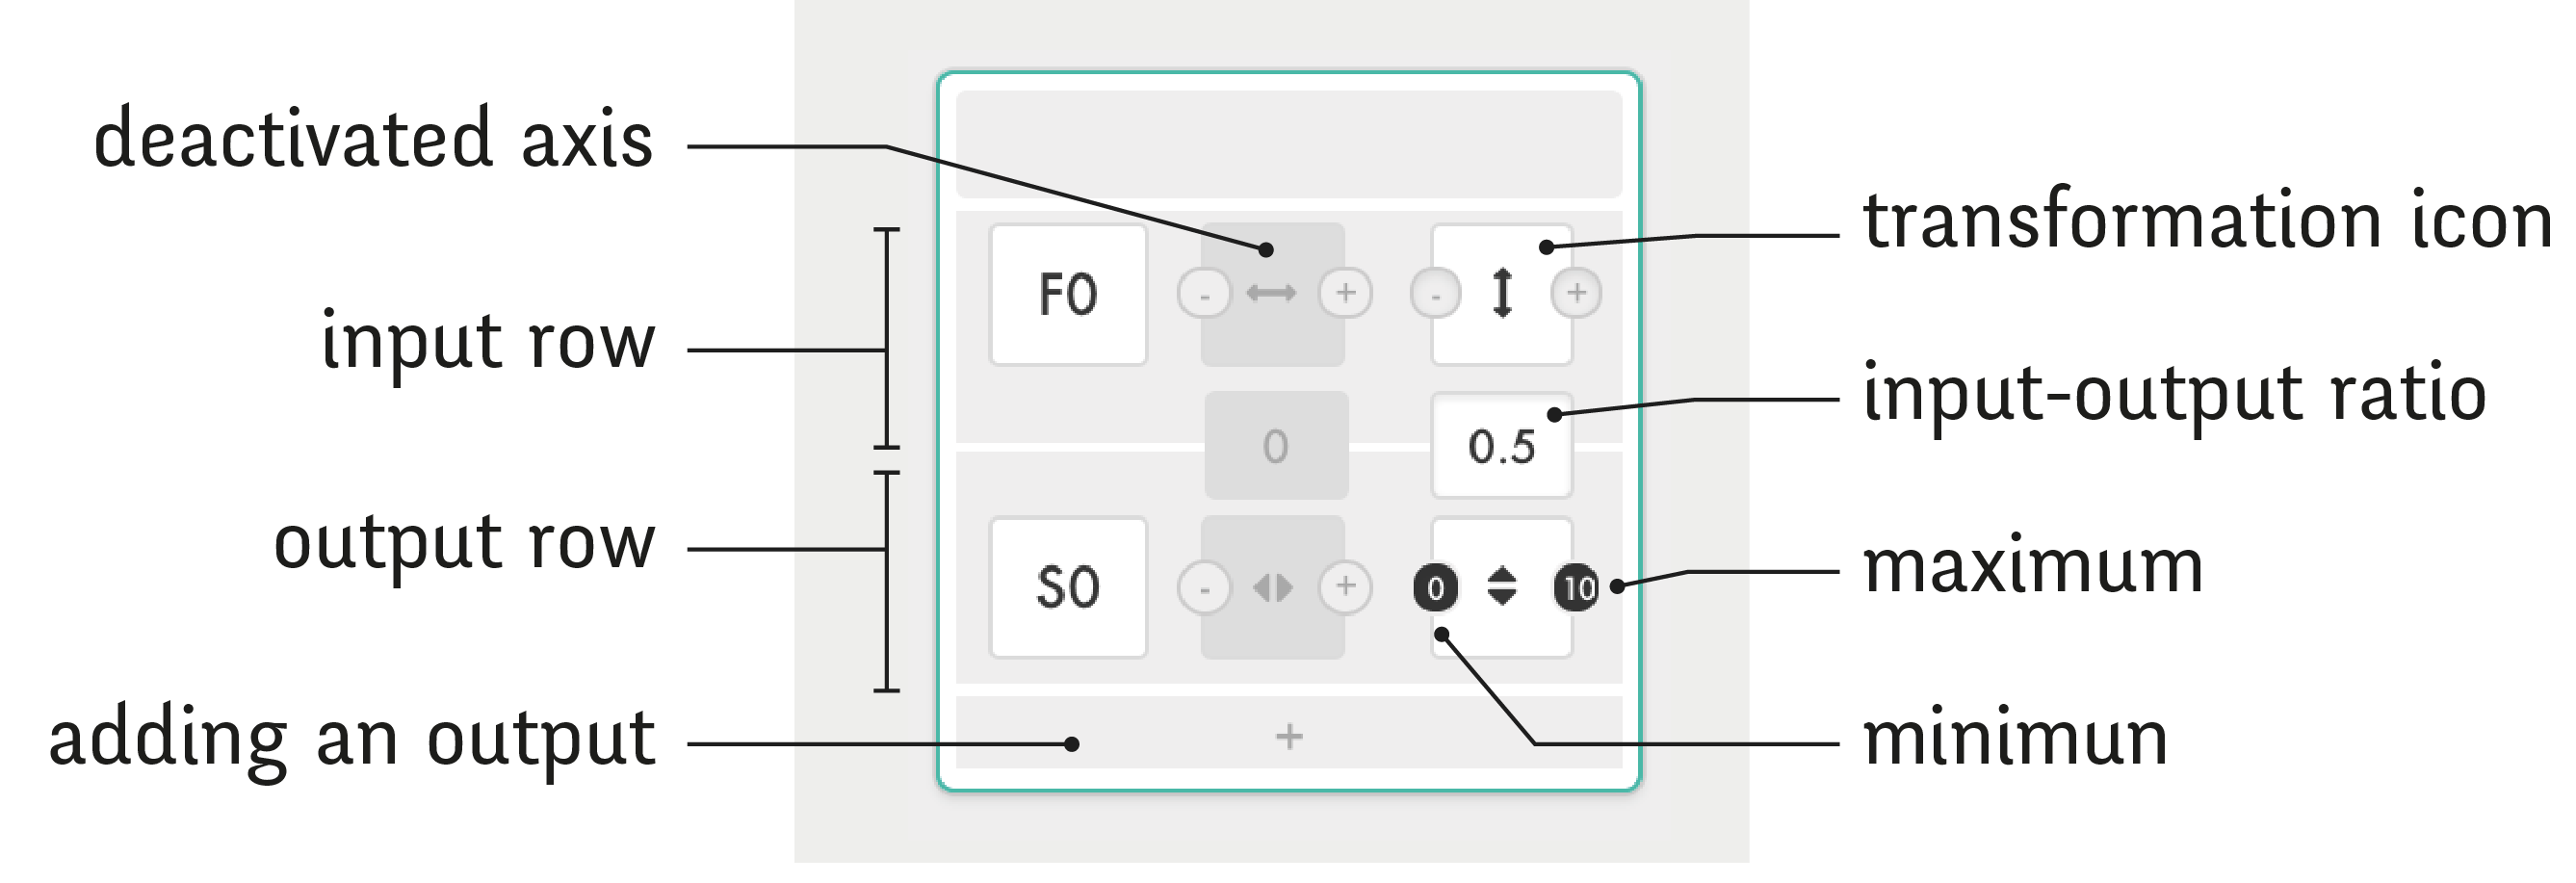 deactivated axis
input row
output row
adding an output
F0
-
+
-
+
0
0.5
S0
-
+
0
10
+
transformation icon
input-output ratio
maximum
minimun